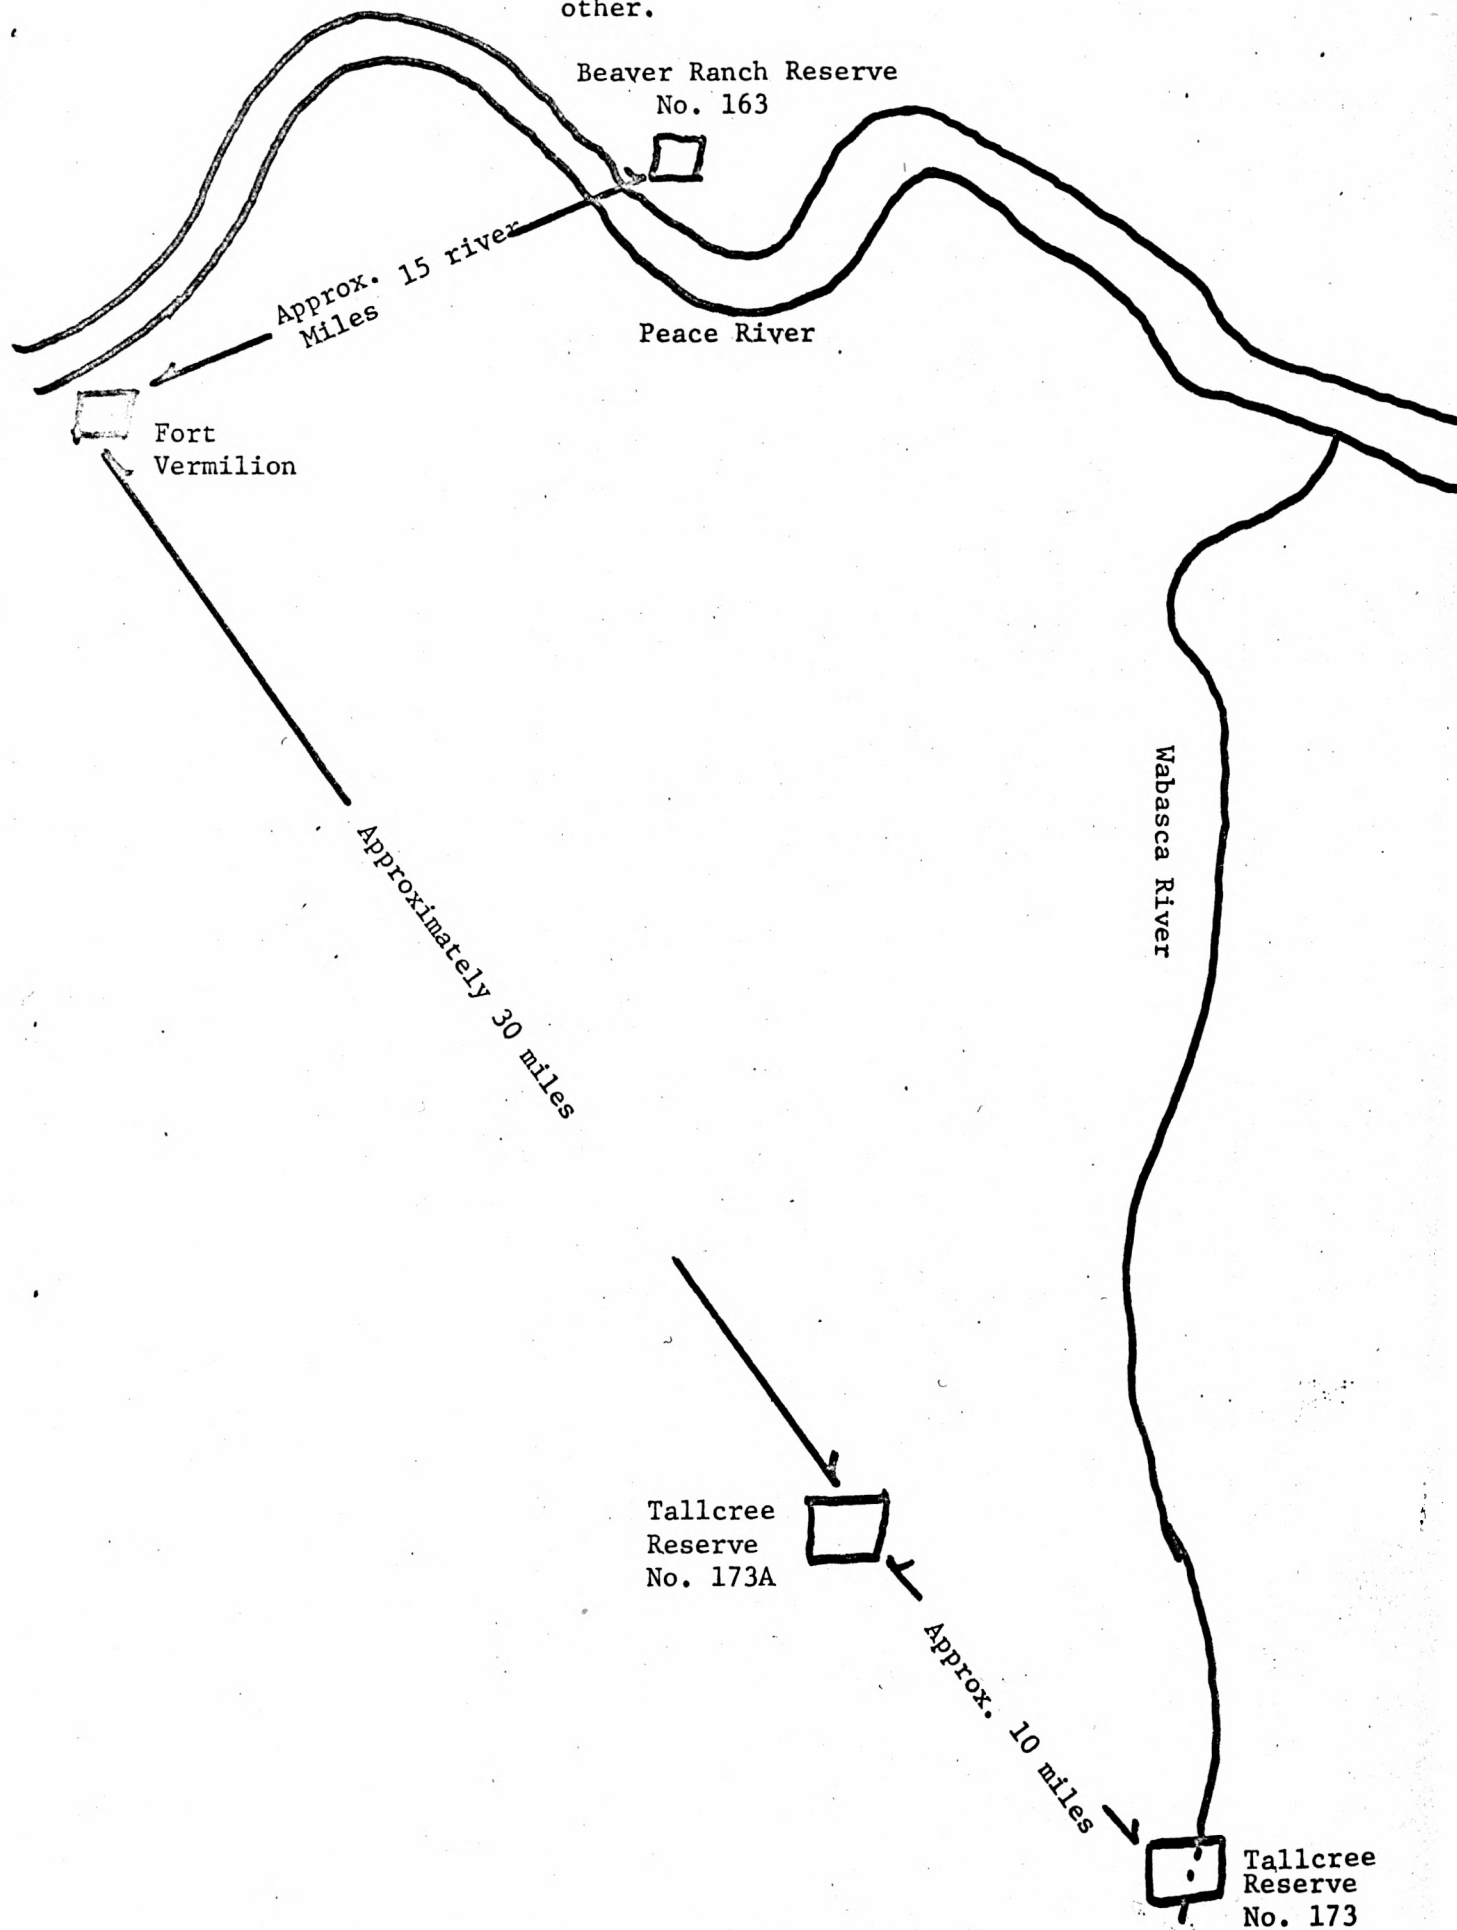 other.
Beaver Ranch Reserve
No. 163
Approx. 15 river
Miles
Peace River
Fort
Vermilion
Wabasca River
Approximately 30 miles
Tallcree
Reserve
No. 173A
Approx. 10 miles
Tallcree
Reserve
No. 173